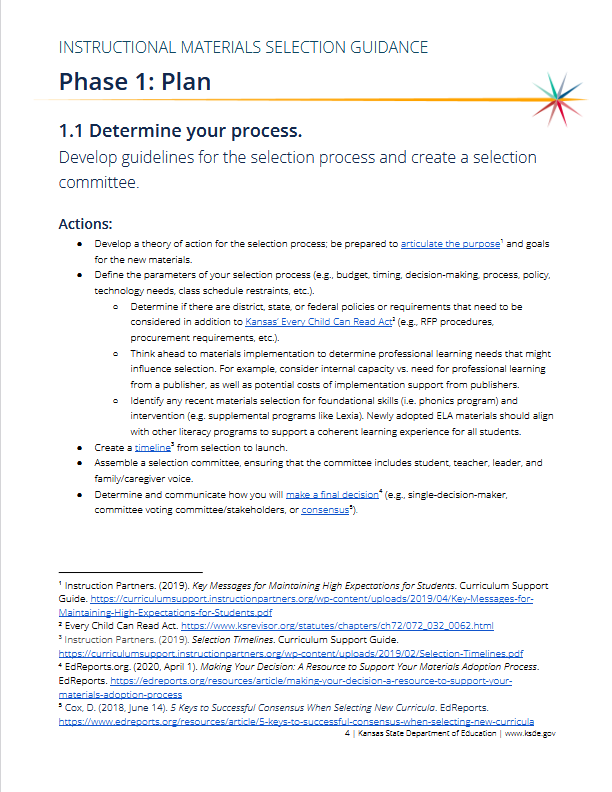 INSTRUCTIONAL MATERIALS SELECTION GUIDANCE
Phase 1: Plan
1.1 Determine your process.
Develop guidelines for the selection process and create a selection
committee.
Actions:
● Develop a theory of action for the selection process; be prepared to articulate the purpose¹ and goals
for the new materials.
● Define the parameters of your selection process (e.g., budget, timing, decision-making, process, policy,
technology needs, class schedule restraints, etc.).
○ Determine if there are district, state, or federal policies or requirements that need to be
considered in addition to Kansas' Every Child Can Read Act² (e.g., RFP procedures,
procurement requirements, etc.).
○ Think ahead to materials implementation to determine professional learning needs that might
influence selection. For example, consider internal capacity vs. need for professional learning
from a publisher, as well as potential costs of implementation support from publishers.
○ Identify any recent materials selection for foundational skills (i.e. phonics program) and
intervention (e.g. supplemental programs like Lexia). Newly adopted ELA materials should align
with other literacy programs to support a coherent learning experience for all students.
● Create a timeline³ from selection to launch.
● Assemble a selection committee, ensuring that the committee includes student, teacher, leader, and
family/caregiver voice.
● Determine and communicate how you will make a final decision⁴ (e.g., single-decision-maker,
committee voting committee/stakeholders, or consensus⁵).
¹ Instruction Partners. (2019). Key Messages for Maintaining High Expectations for Students. Curriculum Support
Guide. https://curriculumsupport.instructionpartners.org/wp-content/uploads/2019/04/Key-Messages-for-
Maintaining-High-Expectations-for-Students.pdf
² Every Child Can Read Act. https://www.ksrevisor.org/statutes/chapters/ch72/072_032_0062.html
³ Instruction Partners. (2019). Selection Timelines. Curriculum Support Guide.
https://curriculumsupport.instructionpartners.org/wp-content/uploads/2019/02/Selection-Timelines.pdf
⁴ EdReports.org. (2020, April 1). Making Your Decision: A Resource to Support Your Materials Adoption Process.
EdReports. https://edreports.org/resources/article/making-your-decision-a-resource-to-support-your-
materials-adoption-process
⁵ Cox, D. (2018, June 14). 5 Keys to Successful Consensus When Selecting New Curricula. EdReports.
https://www.edreports.org/resources/article/5-keys-to-successful-consensus-when-selecting-new-curricula
4 | Kansas State Department of Education | www.ksde.gov